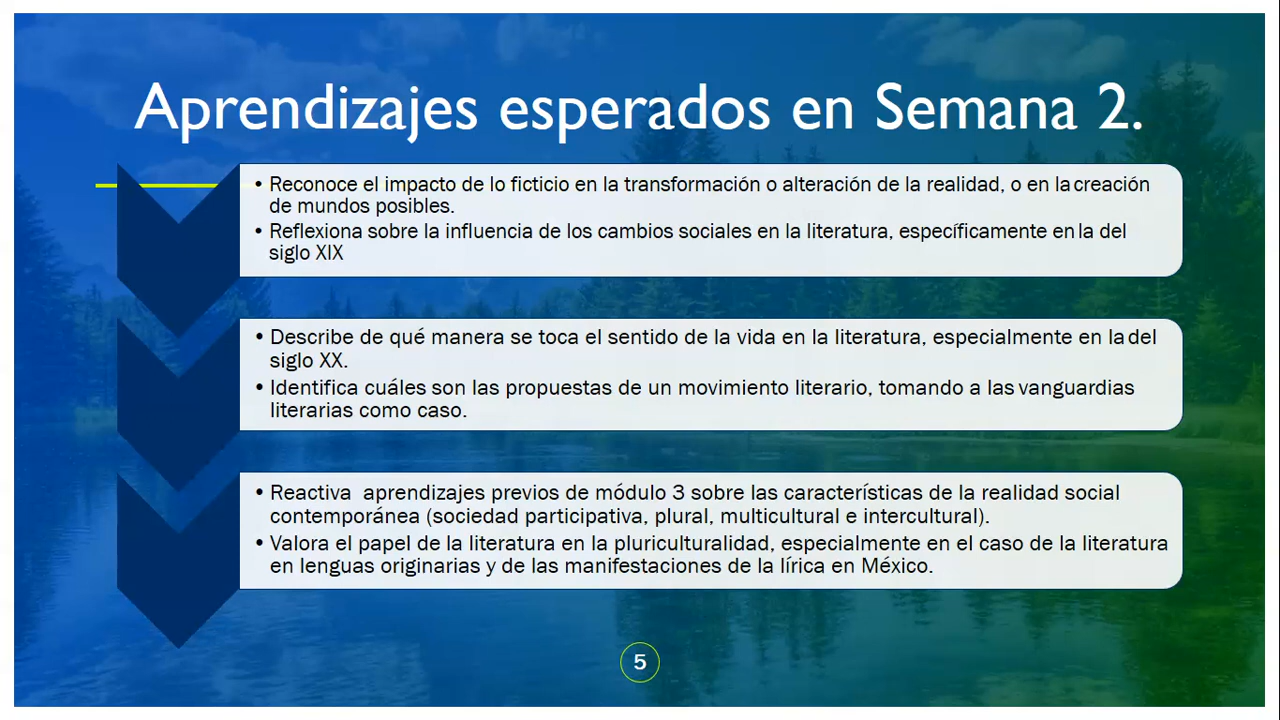 Aprendizajes esperados en Semana 2.
• Reconoce el impacto de lo ficticio en la transformación o alteración de la realidad, o en la creación
de mundos posibles.
• Reflexiona sobre la influencia de los cambios sociales en la literatura, específicamente en la del
siglo XIX
• Describe de qué manera se toca el sentido de la vida en la literatura, especialmente en la del
siglo XX.
• Identifica cuáles son las propuestas de un movimiento literario, tomando a las vanguardias
literarias como caso.
• Reactiva aprendizajes previos de módulo 3 sobre las características de la realidad social
contemporánea (sociedad participativa, plural, multicultural e intercultural).
• Valora el papel de la literatura en la pluriculturalidad, especialmente en el caso de la literatura
en lenguas originarias y de las manifestaciones de la lírica en México.
5